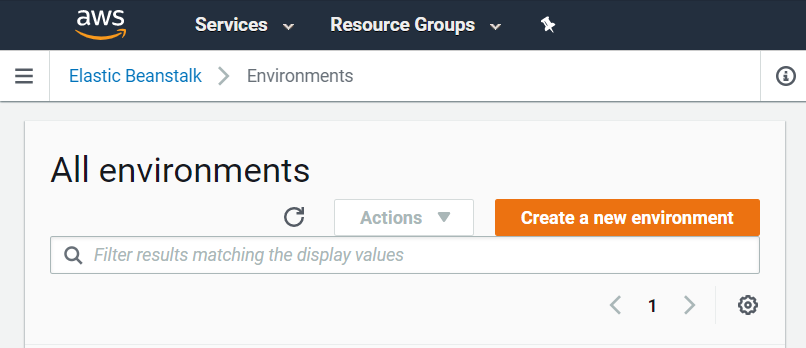 aws
Services Resource Groups
Elastic Beanstalk Environments
All environments
Actions Create a new environment
Filter results matching the display values
1